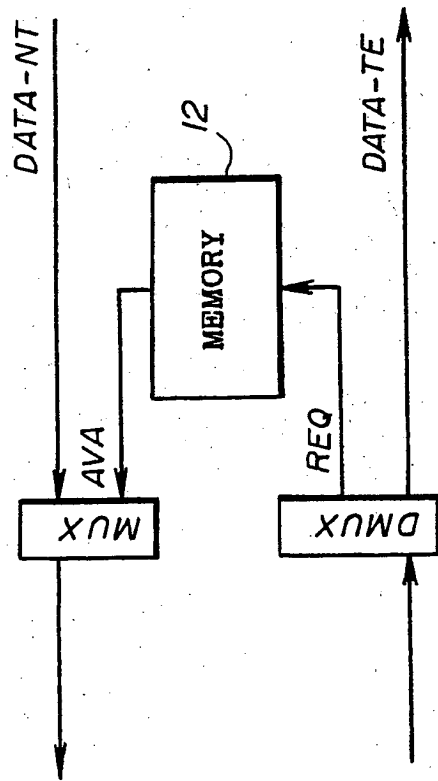 DATA-NT
AVA
MUX
12
MEMORY
REQ
DMUX
DATA-TE